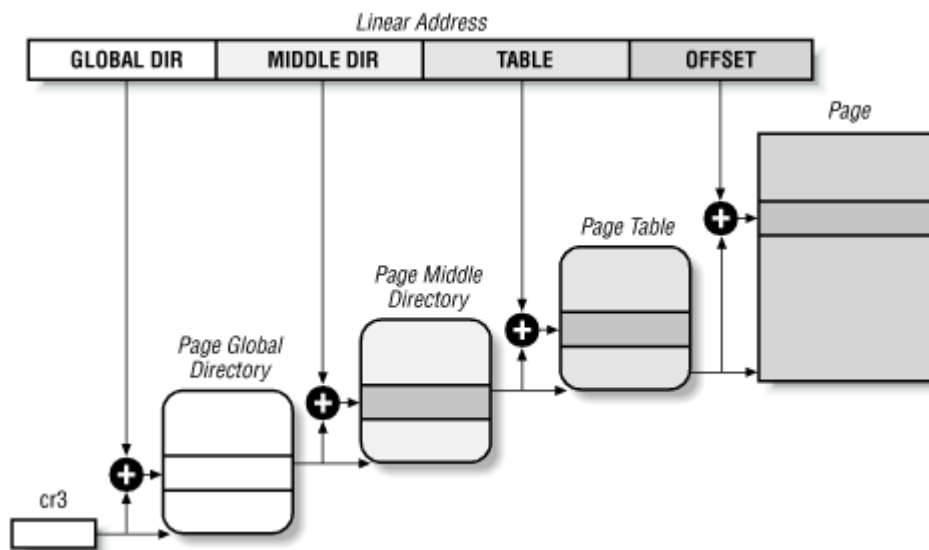 Linear Address
GLOBAL DIR
MIDDLE DIR
TABLE
OFFSET
Page
Page Table
Page Middle
Directory
Page Global
Directory
cr3